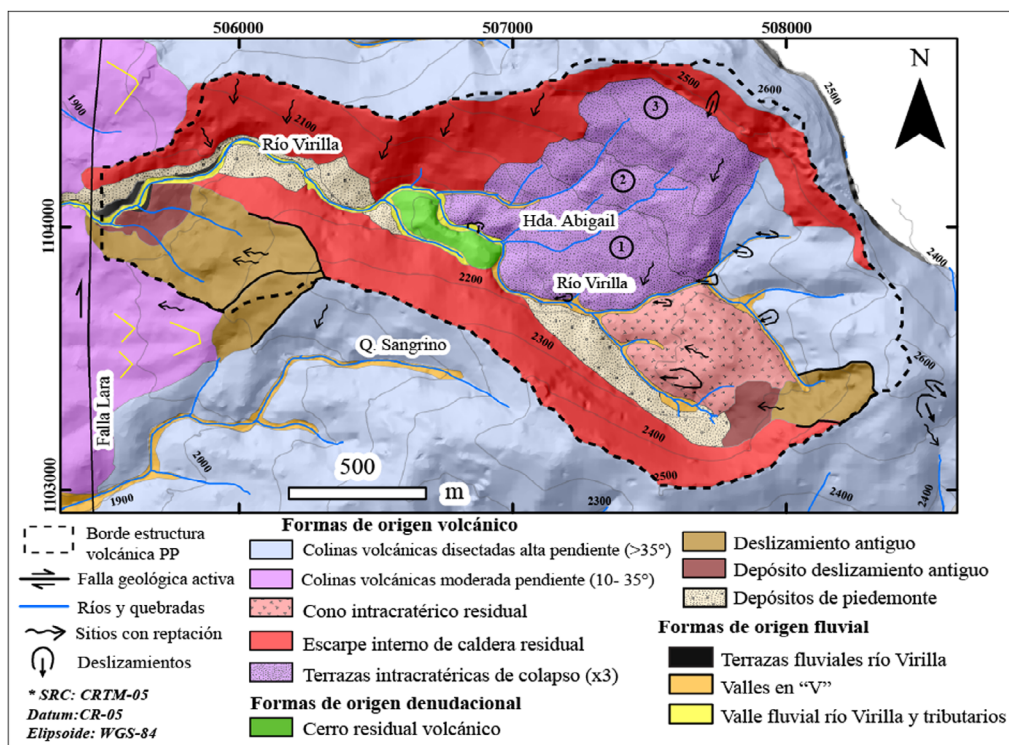 506000
507000
508000
N
2500
2600
2500
3
1900
2100
Río Virilla
2
Hda. Abigail
1104000
1
2400
2200
Río Virilla
2300
Q. Sangrino
2600
Falla Lara
2400
2000
500
2500
1103000
1900
m
2300
2400
2400
Borde estructura
volcánica PP
Falla geológica activa
Ríos y quebradas
Sitios con reptación
Deslizamientos
* SRC: CRTM-05
Datum:CR-05
Elipsoide: WGS-84
Formas de origen volcánico
Colinas volcánicas disectadas alta pendiente (>35°)
Colinas volcánicas moderada pendiente (10- 35°)
Cono intracratérico residual
Escarpe interno de caldera residual
Terrazas intracratéricas de colapso (x3)
Formas de origen denudacional
Cerro residual volcánico
Deslizamiento antiguo
Depósito deslizamiento antiguo
Depósitos de piedemonte
Formas de origen fluvial
Terrazas fluviales río Virilla
Valles en “V”
Valle fluvial río Virilla y tributarios